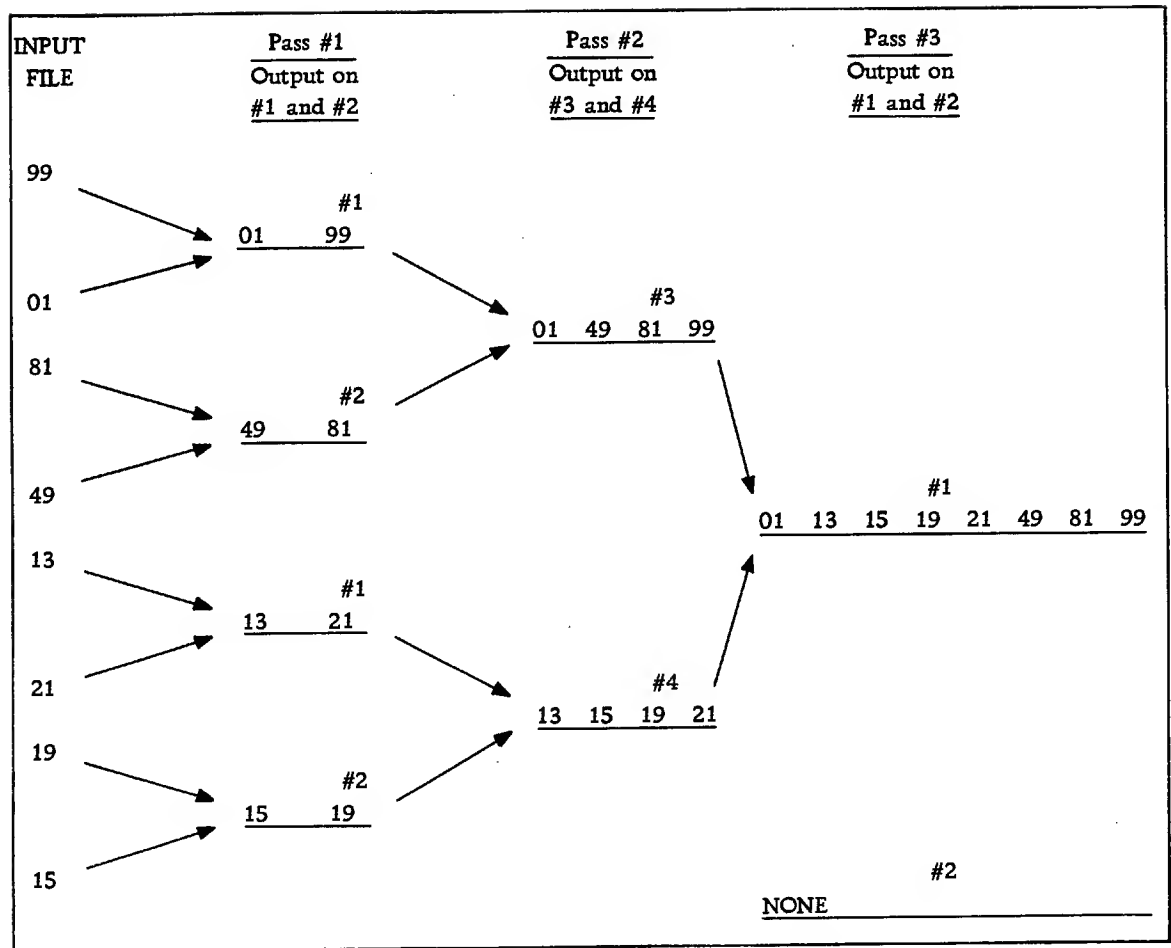 INPUT FILE
Pass #1
Output on
#1 and #2
Pass #2
Output on
#3 and #4
Pass #3
Output on
#1 and #2
99
#1
01 99
01
#3
01 49 81 99
81
#2
49 81
49
#1
01 13 15 19 21 49 81 99
13
#1
13 21
21
#4
13 15 19 21
19
#2
15 19
15
#2
NONE